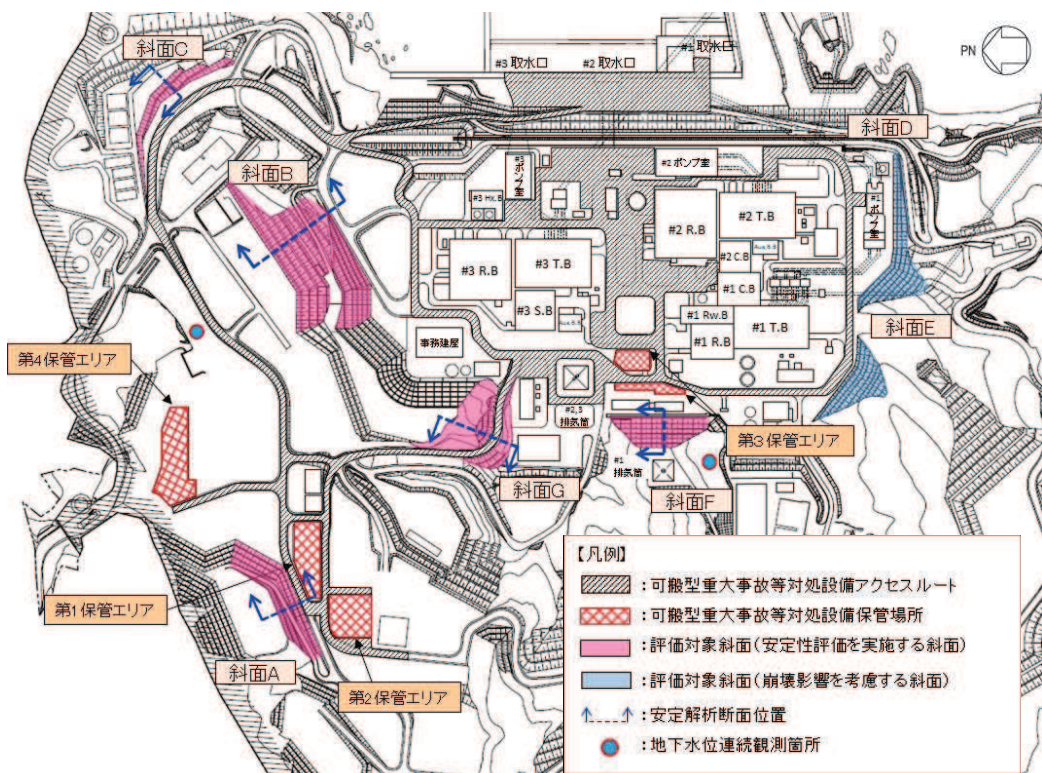 斜面C
#1 取水口
#3 取水口
#2 取水口
PN
斜面D
斜面B
#3 ポンプ室
#2 ポンプ室
#1 ポンプ室
#3 Hx.B
#2 R.B
#2 T.B
#3 R.B
#3 T.B
Aux.B.B
#2 C.B
#1 C.B
#3 S.B
Aux.B.B
#1 Rw.B
#1 R.B
#1 T.B
斜面E
事務建屋
第4保管エリア
#2,3 排気筒
第3保管エリア
#1 排気筒
斜面G
斜面F
第1保管エリア
斜面A
第2保管エリア
【凡例】
:可搬型重大事故等対処設備アクセスルート
:可搬型重大事故等対処設備保管場所
:評価対象斜面(安定性評価を実施する斜面)
:評価対象斜面(崩壊影響を考慮する斜面)
:安定解析断面位置
:地下水位連続観測箇所